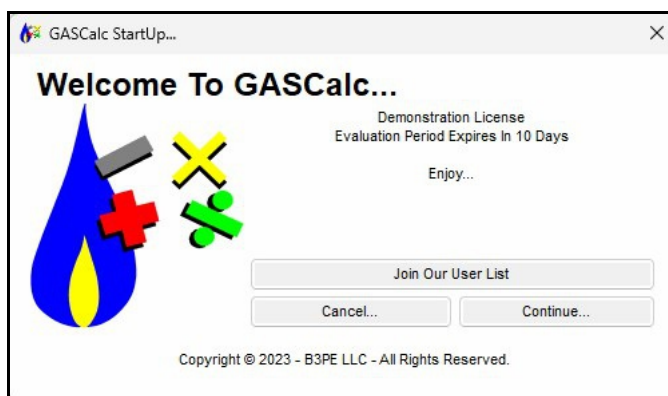 GASCalc StartUp...
Welcome To GASCalc...
Demonstration License
Evaluation Period Expires In 10 Days
Enjoy...
Join Our User List
Cancel...
Continue...
Copyright © 2023 - B3PE LLC - All Rights Reserved.